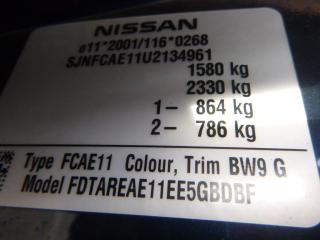 NISSAN
e11*2001/116*0268
SJNFCAE11U2134961
1580 kg
2330 kg
1- 864 kg
2- 786 kg
Type FCAE11 Colour, Trim BW9 G
Model FDTAREAE11EE5GBDBF